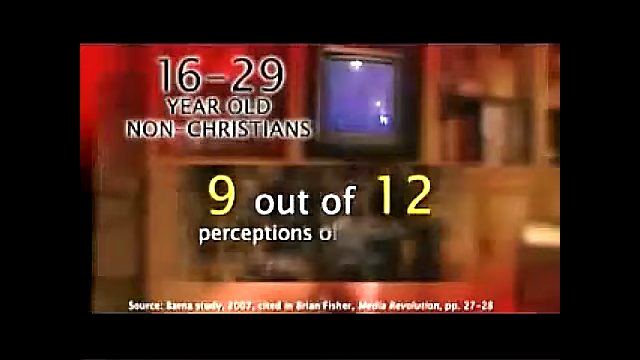 16-29
YEAR OLD
NON-CHRISTIANS
9 out of 12
perceptions of
Source: Barna study, 2007, cited in Brian Fisher, Media Revolution, pp. 27-28